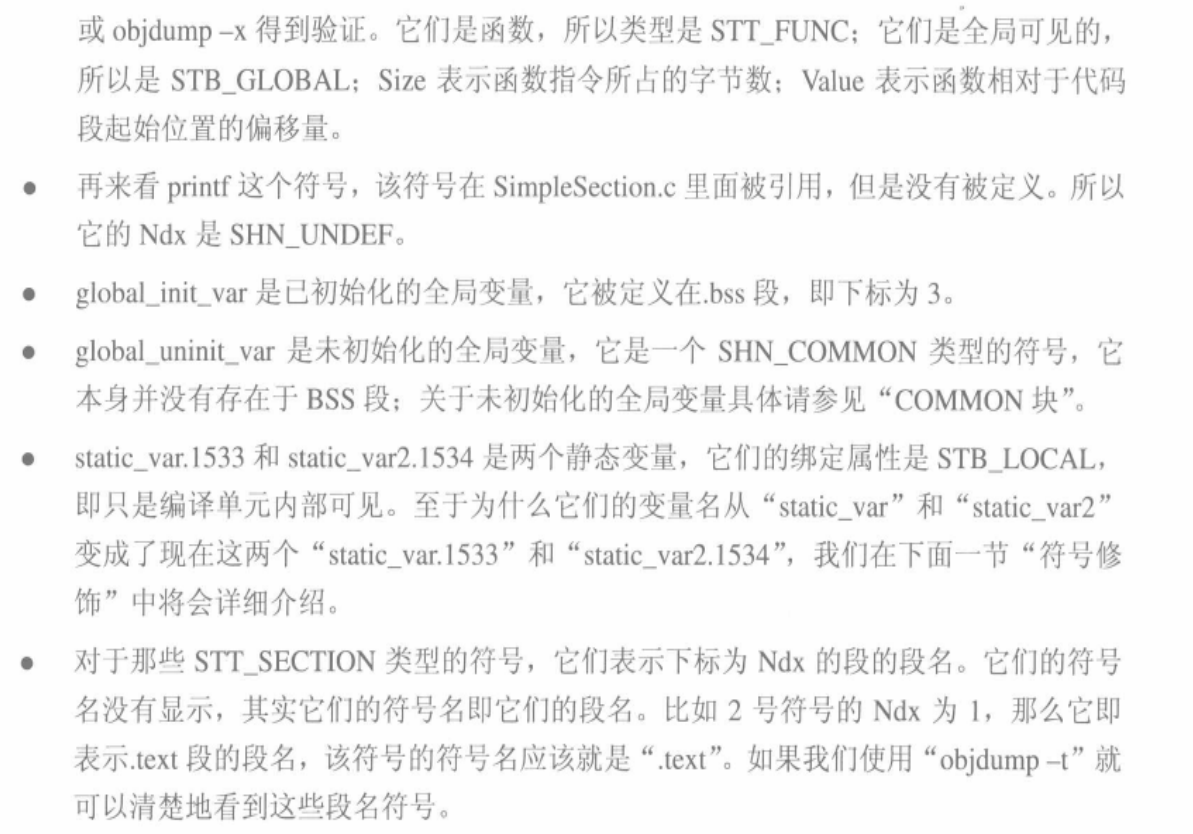 或 objdump –x 得到验证。它们是函数，所以类型是 STT_FUNC；它们是全局可见的，
所以是 STB_GLOBAL；Size 表示函数指令所占的字节数；Value 表示函数相对于代码
段起始位置的偏移量。
● 再来看 printf 这个符号，该符号在 SimpleSection.c 里面被引用，但是没有被定义。所以
它的 Ndx 是 SHN_UNDEF。
● global_init_var 是已初始化的全局变量，它被定义在.bss 段，即下标为 3。
● global_uninit_var 是未初始化的全局变量，它是一个 SHN_COMMON 类型的符号，它
本身并没有存在于 BSS 段；关于未初始化的全局变量具体请参见“COMMON 块”。
● static_var.1533 和 static_var2.1534 是两个静态变量，它们的绑定属性是 STB_LOCAL，
即只是编译单元内部可见。至于为什么它们的变量名从“static_var”和“static_var2”
变成了现在这两个“static_var.1533”和“static_var2.1534”，我们在下面一节“符号修
饰”中将会详细介绍。
● 对于那些 STT_SECTION 类型的符号，它们表示下标为 Ndx 的段的段名。它们的符号
名没有显示，其实它们的符号名即它们的段名。比如 2 号符号的 Ndx 为 1，那么它即
表示.text 段的段名，该符号的符号名应该就是“.text”。如果我们使用“objdump –t”就
可以清楚地看到这些段名符号。